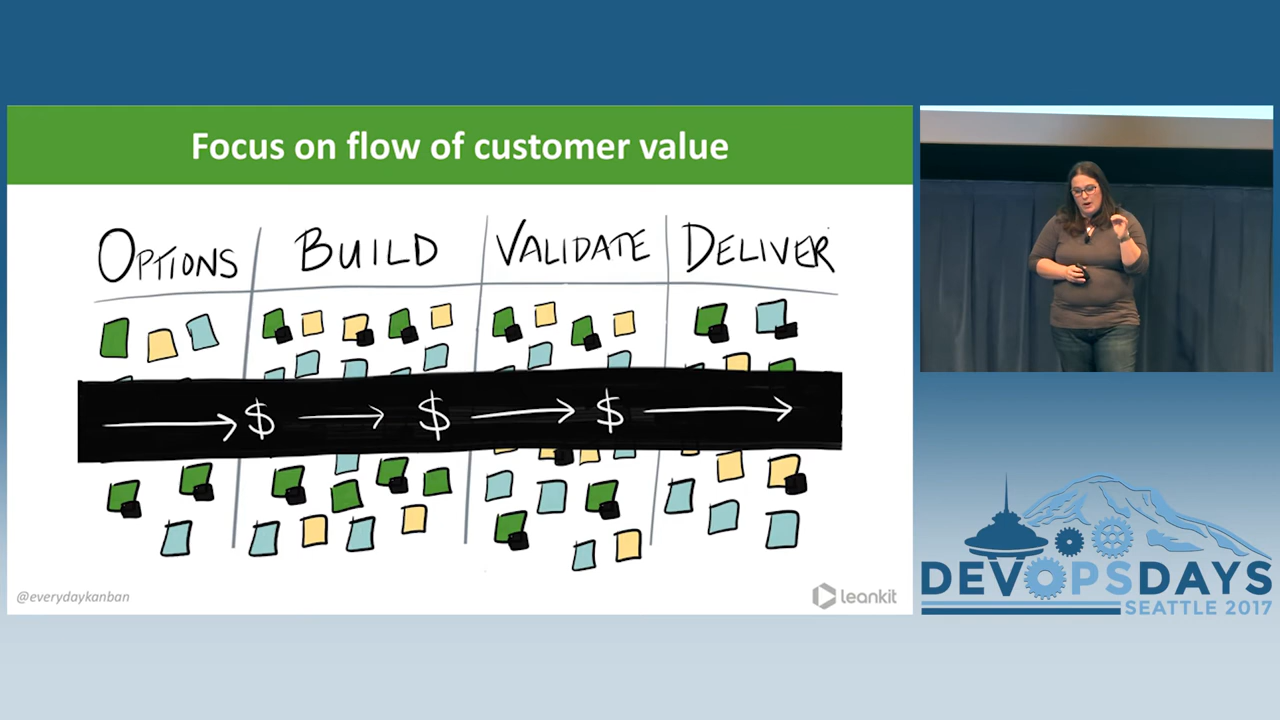 Focus on flow of customer value
OPTIONS BUILD VALIDATE DELIVER
$ $ $
@everydaykanban
leankit
DEVOPSDAYS
SEATTLE 2017